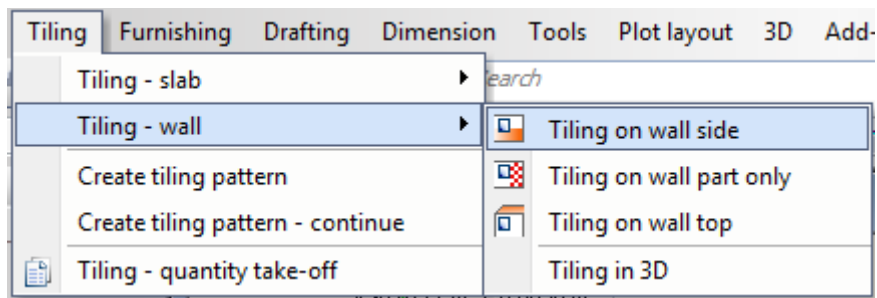 Tiling Furnishing Drafting Dimension Tools Plot layout 3D Add-
Tiling - slab
earch
Tiling - wall
Tiling on wall side
Create tiling pattern
Tiling on wall part only
Create tiling pattern - continue
Tiling on wall top
Tiling - quantity take-off
Tiling in 3D